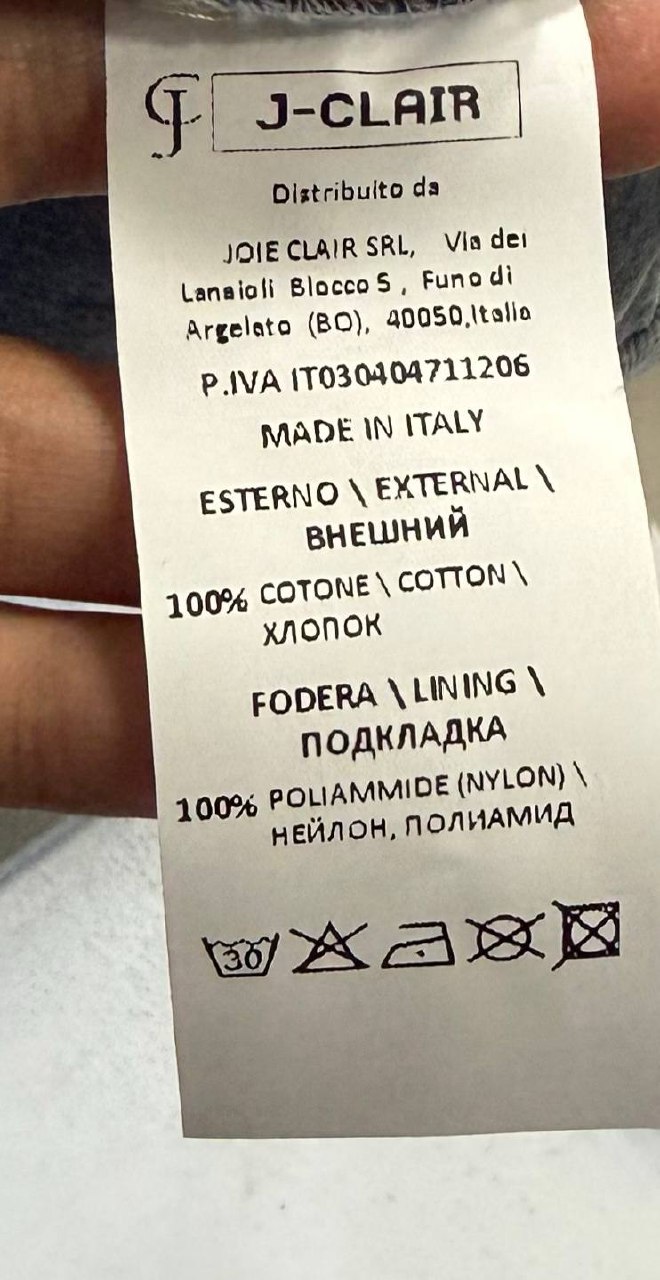 J-CLAIR
Distribuito da
JOIE CLAIR SRL, Via dei
Lanaioli Blocco S, Funo di
Argelato (BO), 40050,Italia
P.IVA IT030404711206
MADE IN ITALY
ESTERNO \ EXTERNAL \
ВНЕШНИЙ
100% COTONE \ COTTON \
ХЛОПОК
FODERA \ LINING \
ПОДКЛАДКА
100% POLIAMMIDE (NYLON) \
НЕЙЛОН, ПОЛИАМИД
30